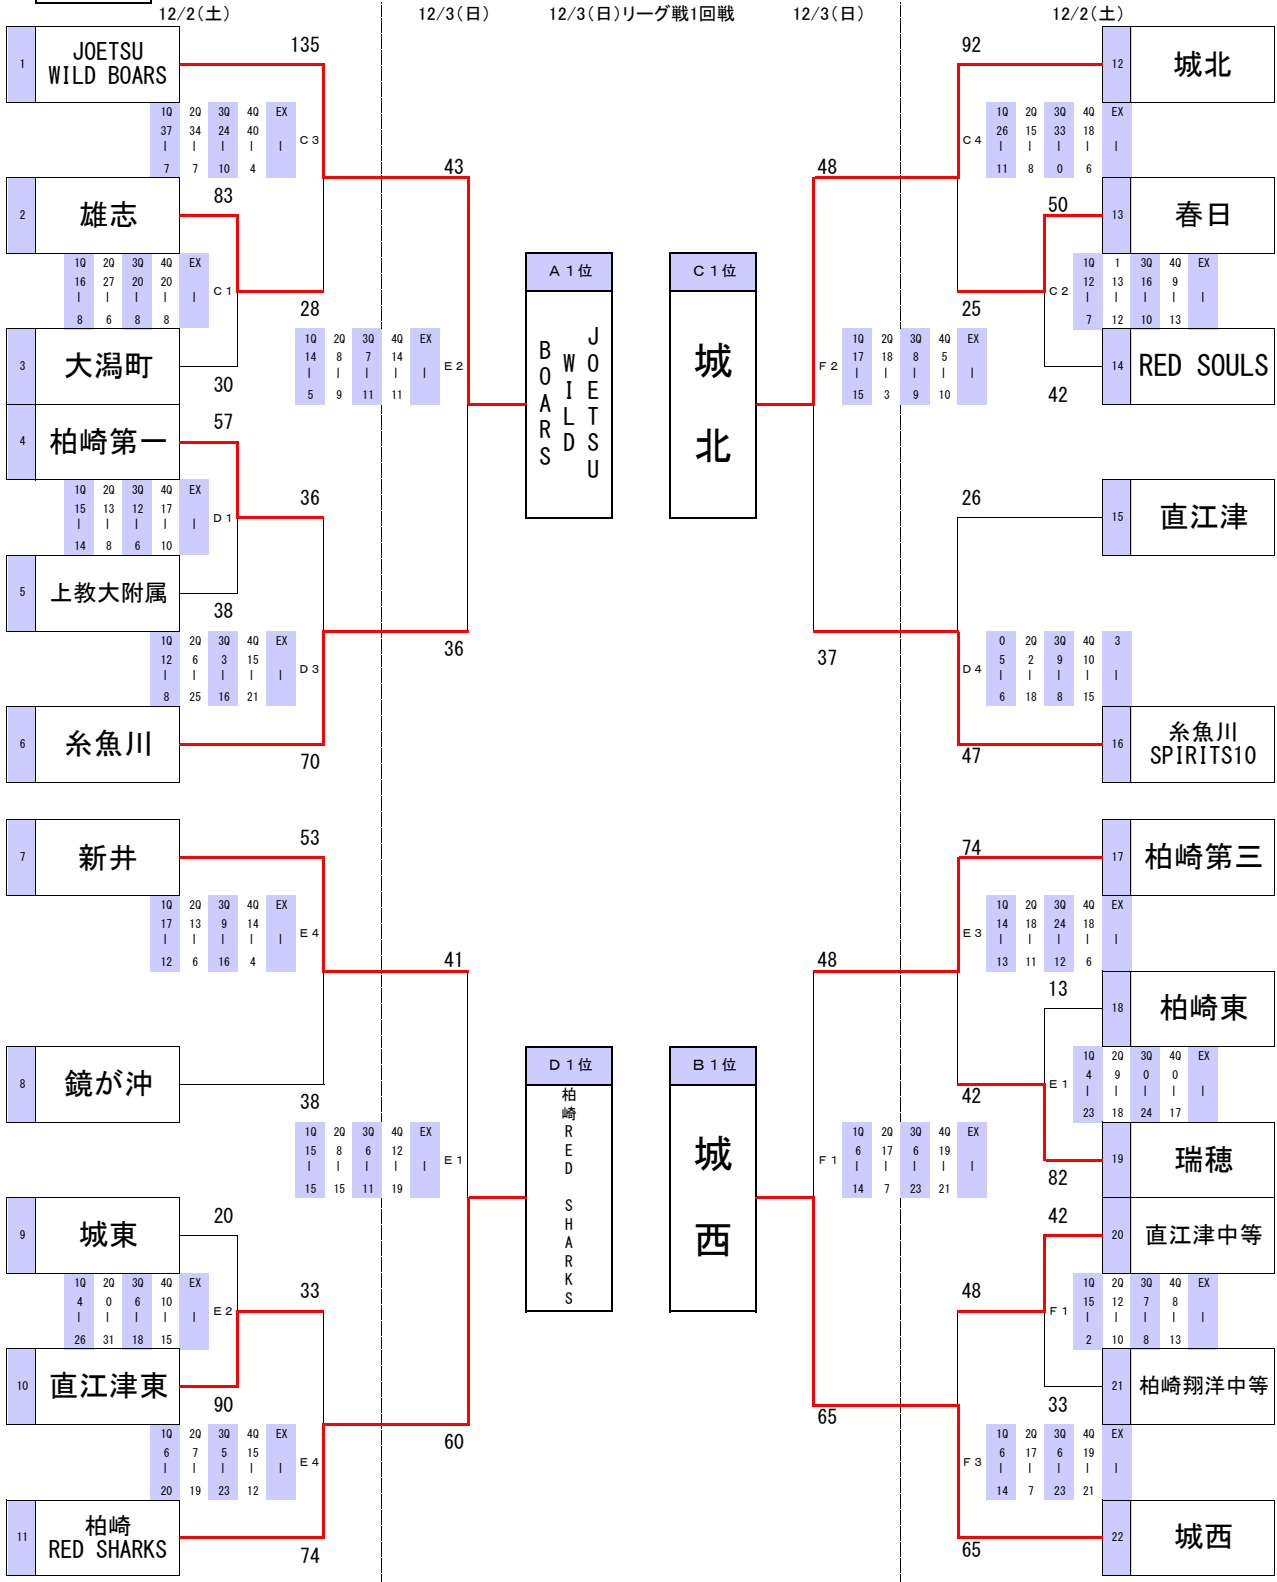 12/2(土) 12/3(日) 12/3(日)リーグ戦1回戦 12/3(日) 12/2(土)
1 JOETSU WILD BOARS
135
1Q 2Q 3Q 4Q EX
37 34 24 40
| | | | |
7 7 10 4
C3
43
2 雄志
83
1Q 2Q 3Q 4Q EX
16 27 20 20
| | | | |
8 6 8 8
C1
28
3 大潟町
30
1Q 2Q 3Q 4Q EX
14 8 7 14
| | | | |
5 9 11 11
E2
4 柏崎第一
57
1Q 2Q 3Q 4Q EX
15 13 12 17
| | | | |
14 8 6 10
D1
36
5 上教大附属
38
1Q 2Q 3Q 4Q EX
12 6 3 15
| | | | |
8 25 16 21
D3
36
6 糸魚川
70
7 新井
53
1Q 2Q 3Q 4Q EX
17 13 9 14
| | | | |
12 6 16 4
E4
41
8 鏡が沖
38
1Q 2Q 3Q 4Q EX
15 8 6 12
| | | | |
15 15 11 19
E1
9 城東
20
1Q 2Q 3Q 4Q EX
4 0 6 10
| | | | |
26 31 18 15
E2
33
10 直江津東
90
1Q 2Q 3Q 4Q EX
6 7 5 15
| | | | |
20 19 23 12
E4
60
11 柏崎 RED SHARKS
74
A1位
JOETSU WILD BOARS
C1位
城北
D1位
柏崎RED SHARKS
B1位
城西
92
12 城北
C4
1Q 2Q 3Q 4Q EX
26 15 33 18
| | | | |
11 8 0 6
48
50
13 春日
C2
1Q 1 3Q 4Q EX
12 13 16 9
| | | | |
7 12 10 13
25
14 RED SOULS
42
F2
1Q 2Q 3Q 4Q EX
17 18 8 5
| | | | |
15 3 9 10
26
15 直江津
37
D4
0 2Q 3Q 4Q 3
5 2 9 10
| | | | |
6 18 8 15
16 糸魚川 SPIRITS10
47
74
17 柏崎第三
E3
1Q 2Q 3Q 4Q EX
14 18 24 18
| | | | |
13 11 12 6
48
13
18 柏崎東
E1
1Q 2Q 3Q 4Q EX
4 9 0 0
| | | | |
23 18 24 17
42
19 瑞穂
82
F1
1Q 2Q 3Q 4Q EX
6 17 6 19
| | | | |
14 7 23 21
42
20 直江津中等
F1
1Q 2Q 3Q 4Q EX
15 12 7 8
| | | | |
2 10 8 13
48
21 柏崎翔洋中等
33
65
F3
1Q 2Q 3Q 4Q EX
6 17 6 19
| | | | |
14 7 23 21
22 城西
65